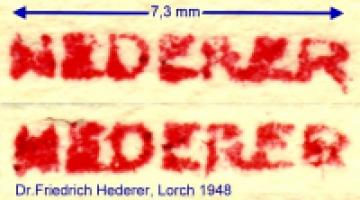 7,3 mm
HEDERER
HEDERER
Dr.Friedrich Hederer, Lorch 1948